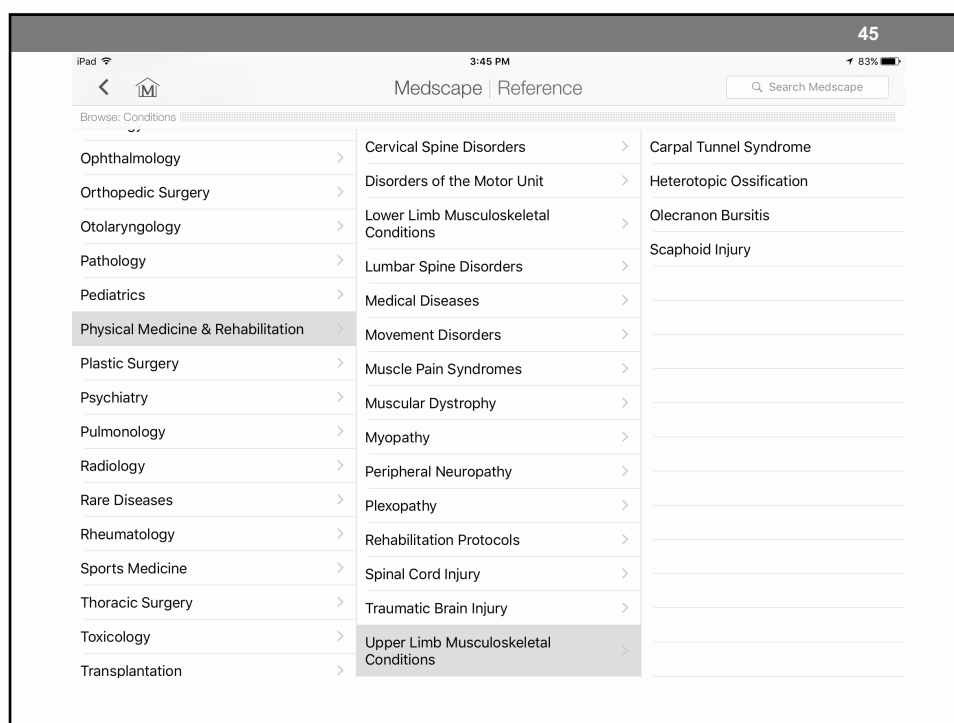 45
iPad
3:45 PM
83%
Medscape | Reference
Search Medscape
Browse: Conditions
Ophthalmology
Orthopedic Surgery
Otolaryngology
Pathology
Pediatrics
Physical Medicine & Rehabilitation
Plastic Surgery
Psychiatry
Pulmonology
Radiology
Rare Diseases
Rheumatology
Sports Medicine
Thoracic Surgery
Toxicology
Transplantation
Cervical Spine Disorders
Disorders of the Motor Unit
Lower Limb Musculoskeletal
Conditions
Lumbar Spine Disorders
Medical Diseases
Movement Disorders
Muscle Pain Syndromes
Muscular Dystrophy
Myopathy
Peripheral Neuropathy
Plexopathy
Rehabilitation Protocols
Spinal Cord Injury
Traumatic Brain Injury
Upper Limb Musculoskeletal
Conditions
Carpal Tunnel Syndrome
Heterotopic Ossification
Olecranon Bursitis
Scaphoid Injury